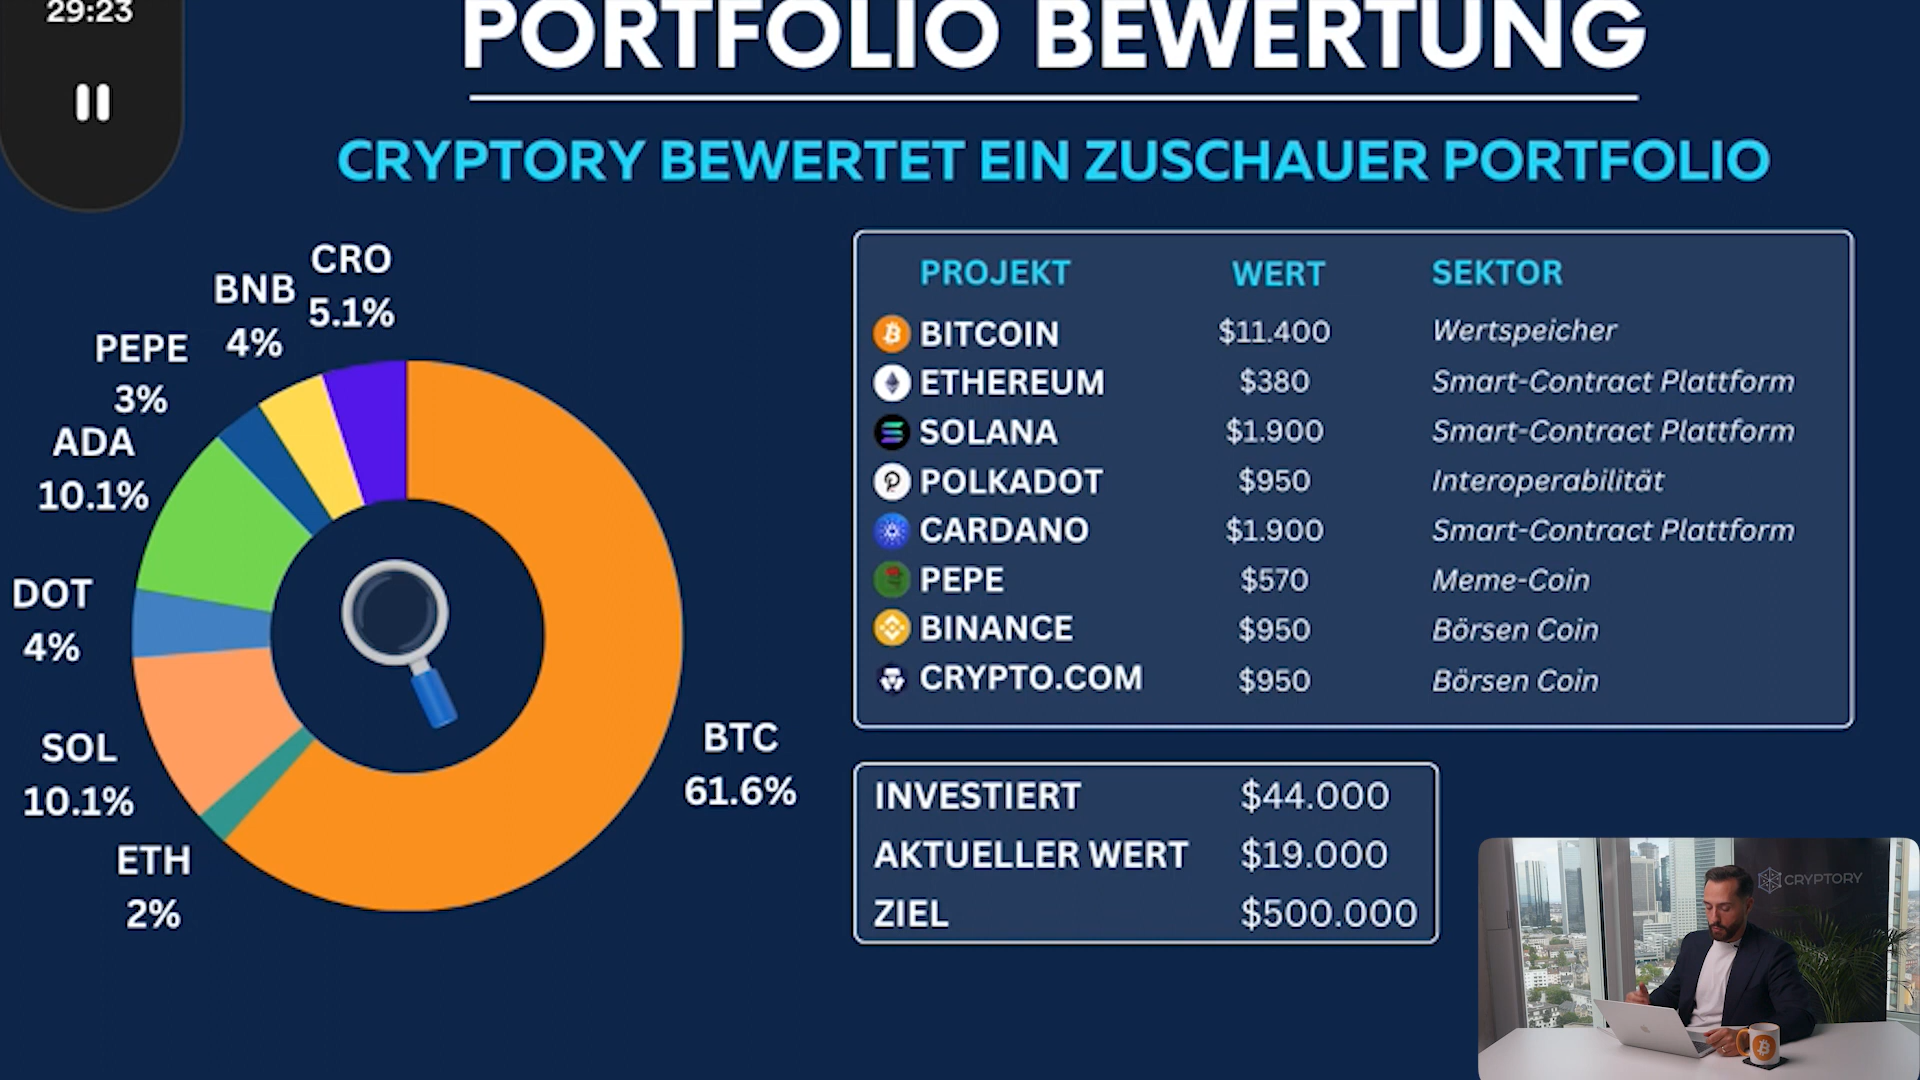 29:23
PORTFOLIO BEWERTUNG
CRYPTORY BEWERTET EIN ZUSCHAUER PORTFOLIO
CRO
5.1%
BNB
4%
PEPE
3%
ADA
10.1%
DOT
4%
SOL
10.1%
ETH
2%
BTC
61.6%
PROJEKT WERT SEKTOR
BITCOIN $11.400 Wertspeicher
ETHEREUM $380 Smart-Contract Plattform
SOLANA $1.900 Smart-Contract Plattform
POLKADOT $950 Interoperabilität
CARDANO $1.900 Smart-Contract Plattform
PEPE $570 Meme-Coin
BINANCE $950 Börsen Coin
CRYPTO.COM $950 Börsen Coin
INVESTIERT $44.000
AKTUELLER WERT $19.000
ZIEL $500.000
CRYPTORY